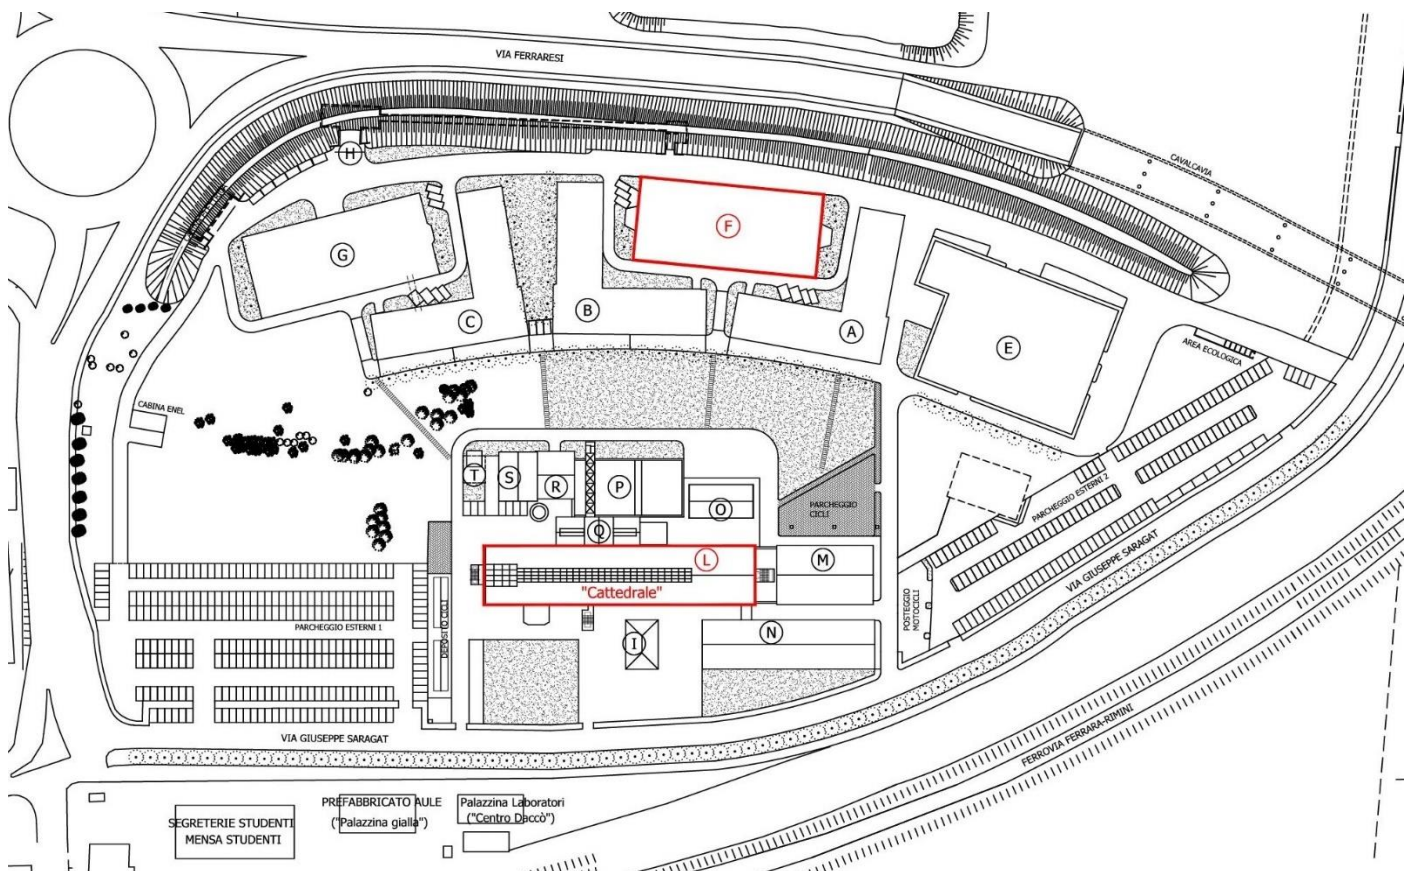 VIA FERRARESI
CAVALCAVIA
H
F
G
B
C
A
E
AREA ECOLOGICA
CABINA ENEL
T
S
R
P
O
PARCHEGGIO
CICLI
PARCHEGGIO ESTERNI 2
Q
L
M
"Cattedrale"
DEPOSITO CICLI
PARCHEGGIO ESTERNI 1
I
N
POSTEGGIO
MOTOCICLI
VIA GIUSEPPE SARAGAT
VIA GIUSEPPE SARAGAT
FERROVIA FERRARA-RIMINI
SEGRETERIE STUDENTI
MENSA STUDENTI
PREFABBRICATO AULE
("Palazzina gialla")
Palazzina Laboratori
("Centro Daccò")